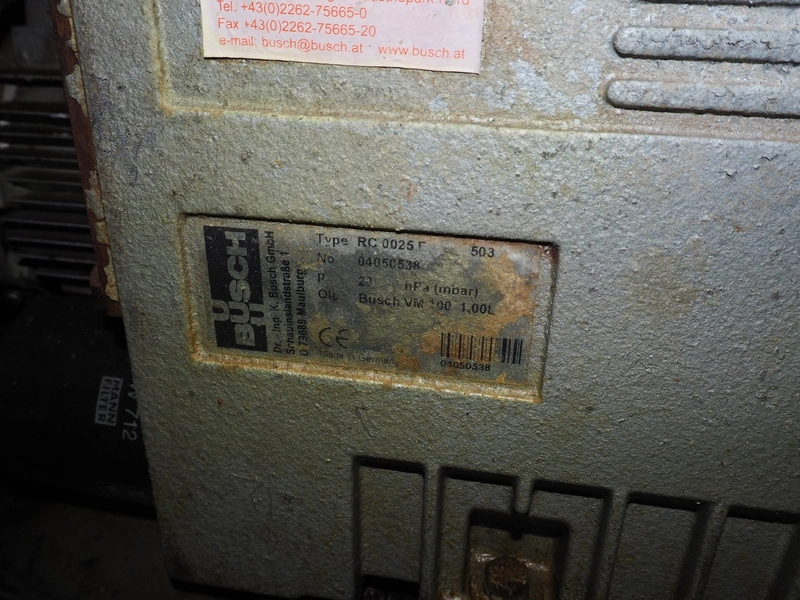 Tel. +43(0)2262-75665-0
Fax +43(0)2262-75665-20
e-mail: busch@busch.at www.busch.at
BUSCH
Dr.-Ing. K. Busch GmbH
Schauinslandstraße 1
D 79689 Maulburg
Type RC 0025 503
No 04050538
P hPa (mbar)
OIL Busch VM 100 1,00L
CE
Made in Germany
04050538
MANN
FILTER
712